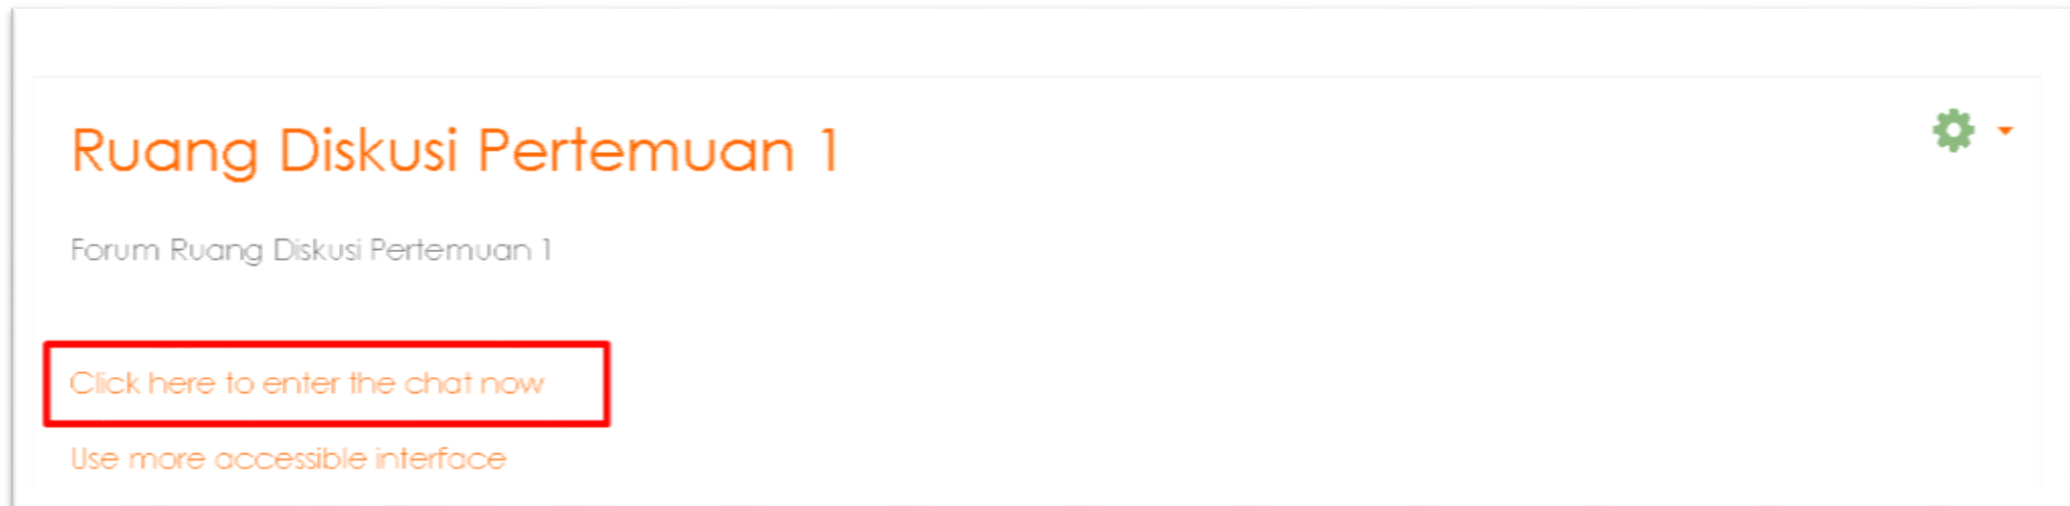 Ruang Diskusi Pertemuan 1
Forum Ruang Diskusi Pertemuan 1
Click here to enter the chat now
Use more accessible interface